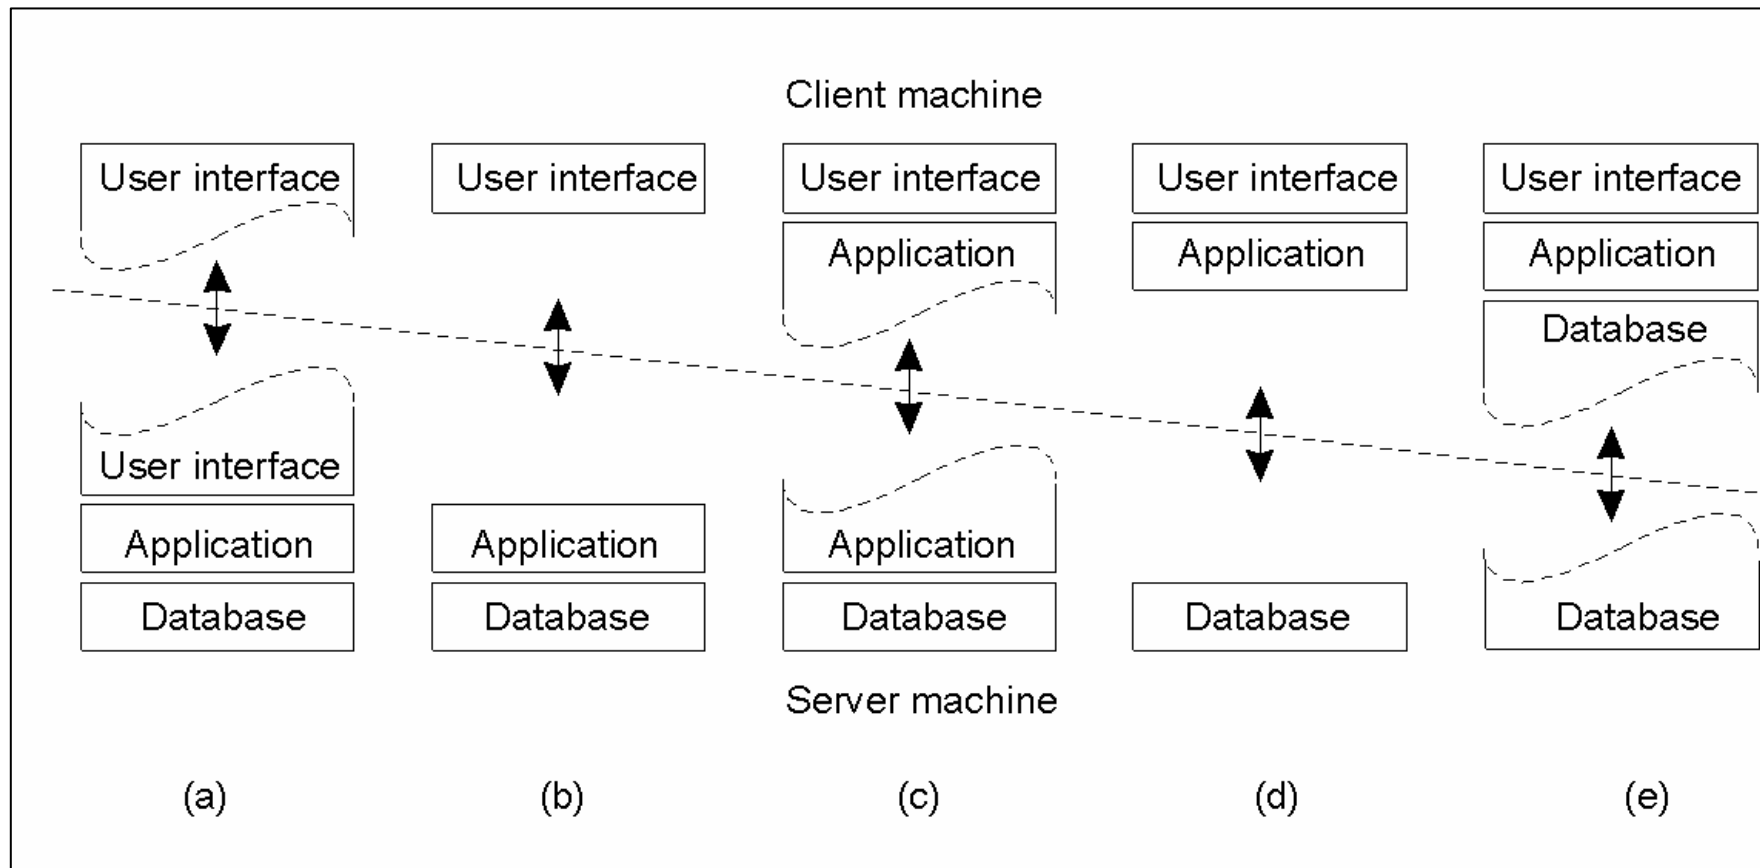 Client machine
User interface
User interface
User interface
User interface
User interface
Application
Application
Application
Database
User interface
Application
Application
Application
Database
Database
Database
Database
Database
Server machine
(a)
(b)
(c)
(d)
(e)